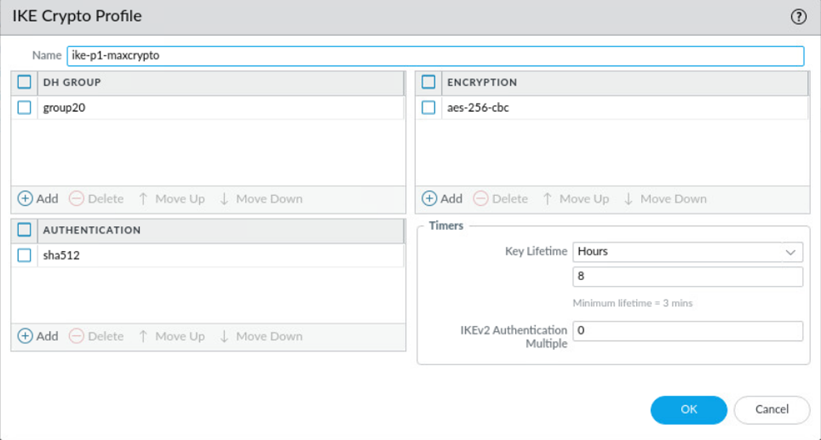 IKE Crypto Profile
Name ike-p1-maxcrypto
DH GROUP
group20
Add Delete Move Up Move Down
ENCRYPTION
aes-256-cbc
Add Delete Move Up Move Down
AUTHENTICATION
sha512
Add Delete Move Up Move Down
Timers
Key Lifetime Hours
8
Minimum lifetime = 3 mins
IKEv2 Authentication 0
Multiple
OK Cancel